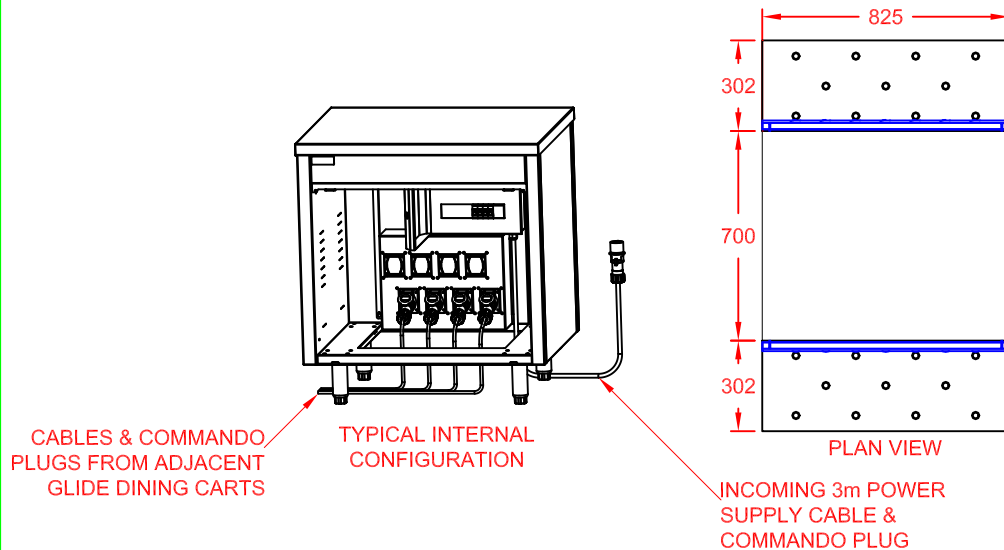 825
302
700
302
PLAN VIEW
CABLES & COMMANDO
PLUGS FROM ADJACENT
GLIDE DINING CARTS
TYPICAL INTERNAL
CONFIGURATION
INCOMING 3m POWER
SUPPLY CABLE &
COMMANDO PLUG